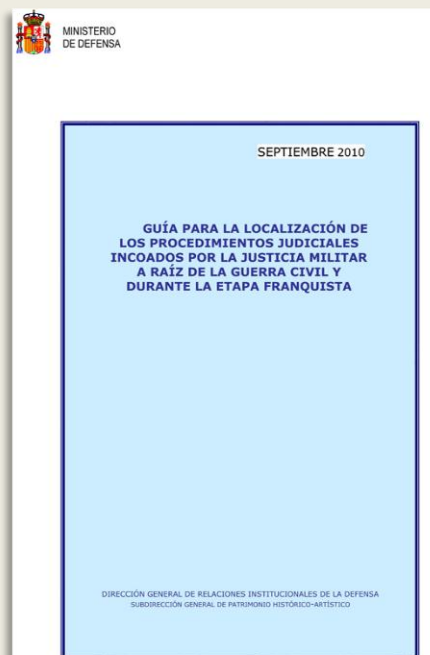 MINISTERIO
DE DEFENSA
SEPTIEMBRE 2010
GUÍA PARA LA LOCALIZACIÓN DE
LOS PROCEDIMIENTOS JUDICIALES
INCOADOS POR LA JUSTICIA MILITAR
A RAÍZ DE LA GUERRA CIVIL Y
DURANTE LA ETAPA FRANQUISTA
DIRECCIÓN GENERAL DE RELACIONES INSTITUCIONALES DE LA DEFENSA
SUBDIRECCIÓN GENERAL DE PATRIMONIO HISTÓRICO-ARTÍSTICO